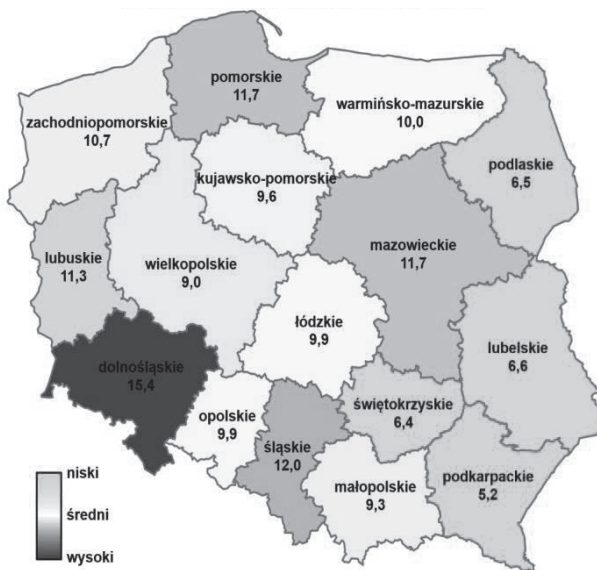 pomorskie
11,7
warmińsko-mazurskie
10,0
zachodniopomorskie
10,7
podlaskie
6,5
kujawsko-pomorskie
9,6
mazowieckie
11,7
lubuskie
11,3
wielkopolskie
9,0
łódzkie
9,9
lubelskie
6,6
dolnośląskie
15,4
opolskie
9,9
świętokrzyskie
6,4
śląskie
12,0
podkarpackie
5,2
małopolskie
9,3
niski
średni
wysoki